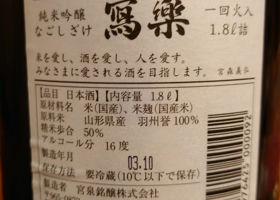 純米吟醸
なごしざけ
寫樂
一回火入
1.8ℓ詰
米を愛し、酒を愛し、人を愛す。
みなさまに愛される酒を目指します。 宮森義弘
【品目 日本酒】【内容量 1.8ℓ】
原材料名 米(国産)、米麹(国産米)
原料米 山形県産 羽州誉100%
精米歩合 50%
アルコール分 16度
製造年月 03.10
保存方法 要冷蔵(10℃以下で保存)
製造者 宮泉銘醸株式会社